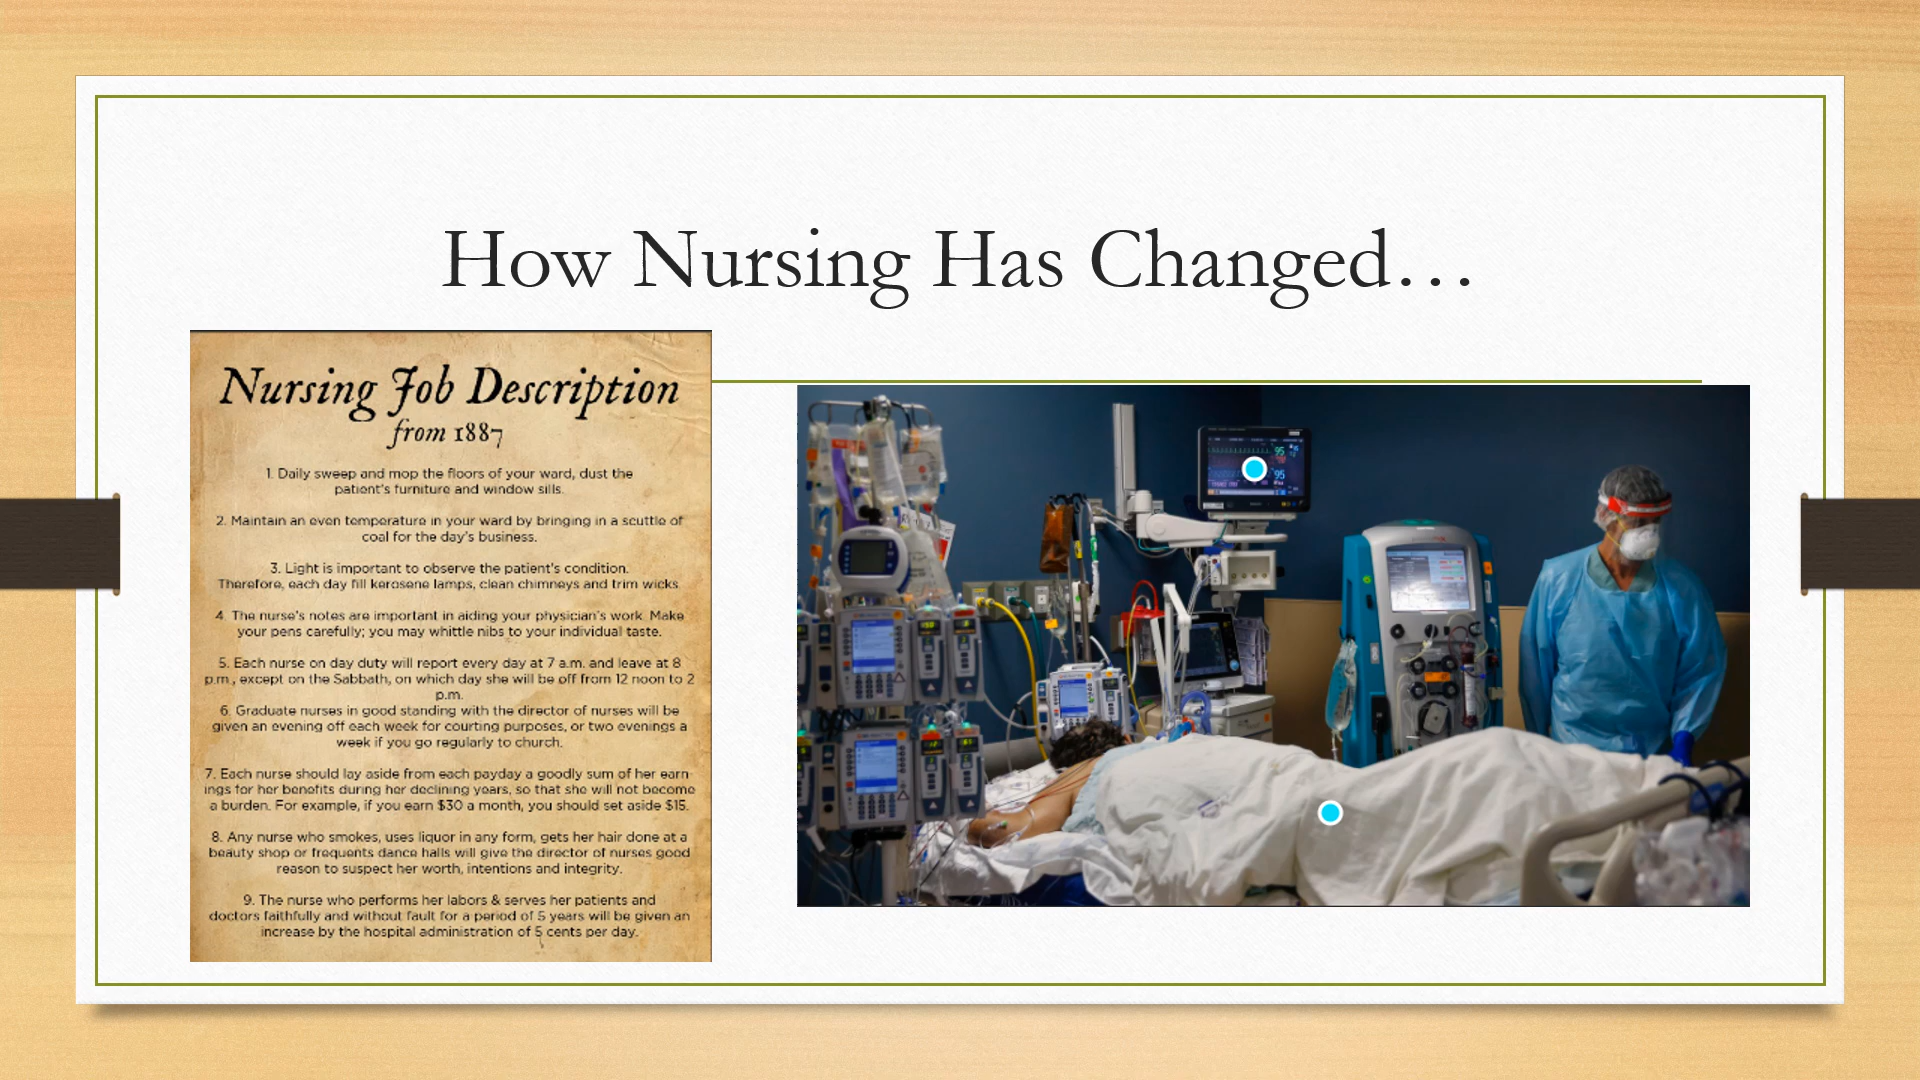 How Nursing Has Changed…
Nursing Job Description
from 1887
1. Daily sweep and mop the floors of your ward, dust the
patient's furniture and window sills.
2. Maintain an even temperature in your ward by bringing in a scuttle of
coal for the day's business.
3. Light is important to observe the patient's condition.
Therefore, each day fill kerosene lamps, clean chimneys and trim wicks.
4. The nurse's notes are important in aiding your physician's work. Make
your pens carefully; you may whittle nibs to your individual taste.
5. Each nurse on day duty will report every day at 7 a.m. and leave at 8
p.m., except on the Sabbath, on which day she will be off from 12 noon to 2
p.m.
6. Graduate nurses in good standing with the director of nurses will be
given an evening off each week for courting purposes, or two evenings a
week if you go regularly to church.
7. Each nurse should lay aside from each payday a goodly sum of her earn-
ings for her benefits during her declining years, so that she will not become
a burden. For example, if you earn $30 a month, you should set aside $15.
8. Any nurse who smokes, uses liquor in any form, gets her hair done at a
beauty shop or frequents dance halls will give the director of nurses good
reason to suspect her worth, intentions and integrity.
9. The nurse who performs her labors & serves her patients and
doctors faithfully and without fault for a period of 5 years will be given an
increase by the hospital administration of 5 cents per day.
95
95